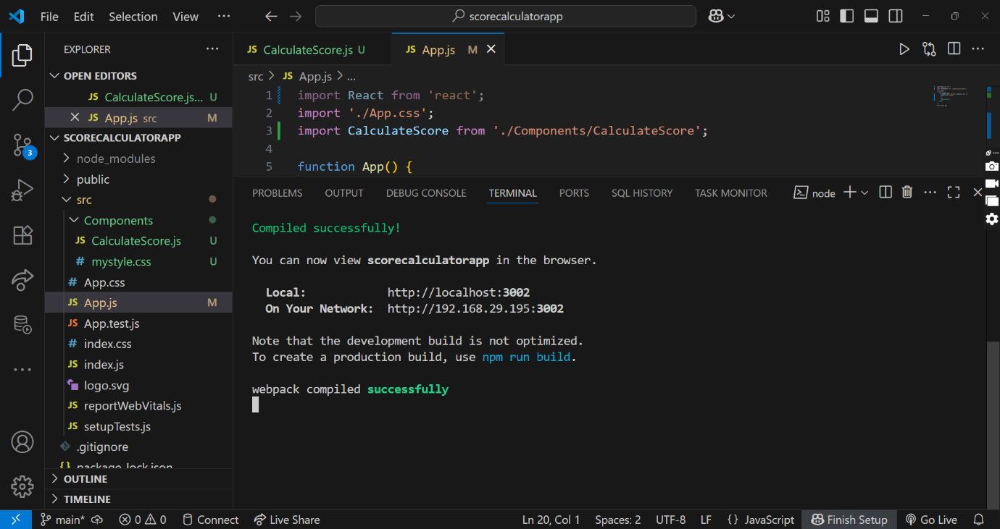 File Edit Selection View ··· scorecalculatorapp
EXPLORER ···
OPEN EDITORS
JS CalculateScore.js... U
JS App.js src M
SCORECALCULATORAPP
node_modules
public
src
Components
JS CalculateScore.js U
# mystyle.css U
# App.css
JS App.js M
JS App.test.js
# index.css
JS index.js
logo.svg
JS reportWebVitals.js
JS setupTests.js
.gitignore
{} package-lock.json
OUTLINE
TIMELINE
3
JS CalculateScore.js U JS App.js M
src > JS App.js > ...
1 import React from 'react';
2 import './App.css';
3 import CalculateScore from './Components/CalculateScore';
4
5 function App() {
PROBLEMS OUTPUT DEBUG CONSOLE TERMINAL PORTS SQL HISTORY TASK MONITOR node
Compiled successfully!
You can now view scorecalculatorapp in the browser.
Local: http://localhost:3002
On Your Network: http://192.168.29.195:3002
Note that the development build is not optimized.
To create a production build, use npm run build.
webpack compiled successfully
main* 0 0 Connect Live Share Ln 20, Col 1 Spaces: 2 UTF-8 LF {} JavaScript Finish Setup Go Live